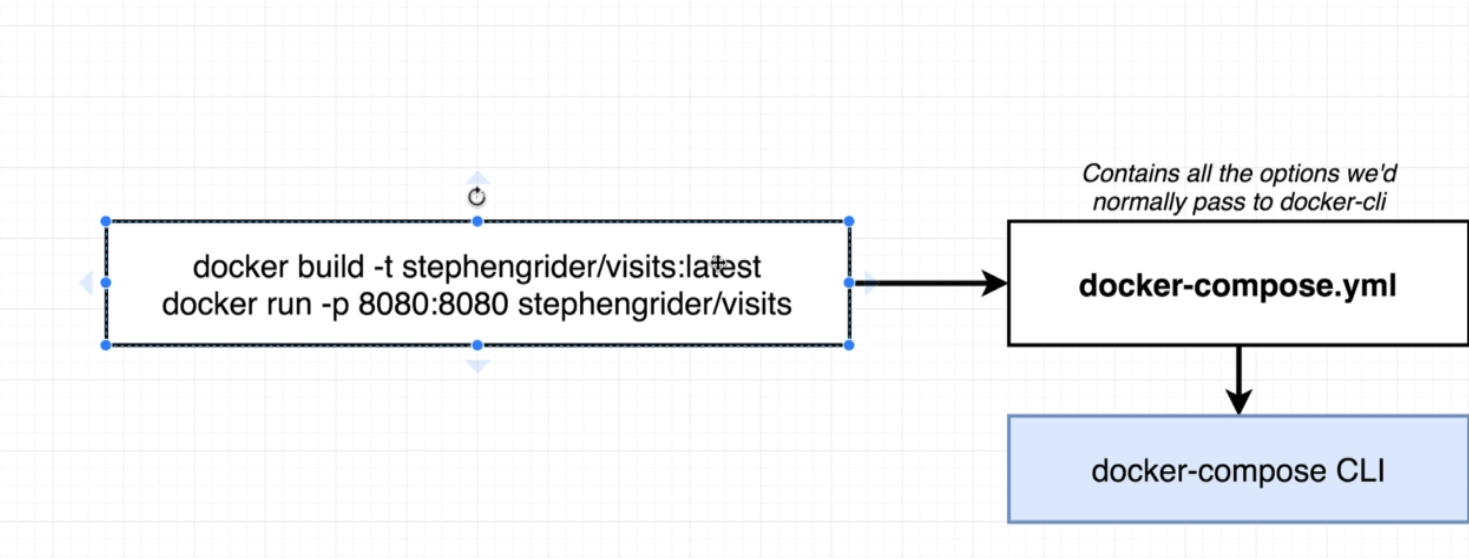 Contains all the options we'd
normally pass to docker-cli
docker build -t stephengrider/visits:latest
docker run -p 8080:8080 stephengrider/visits
docker-compose.yml
docker-compose CLI